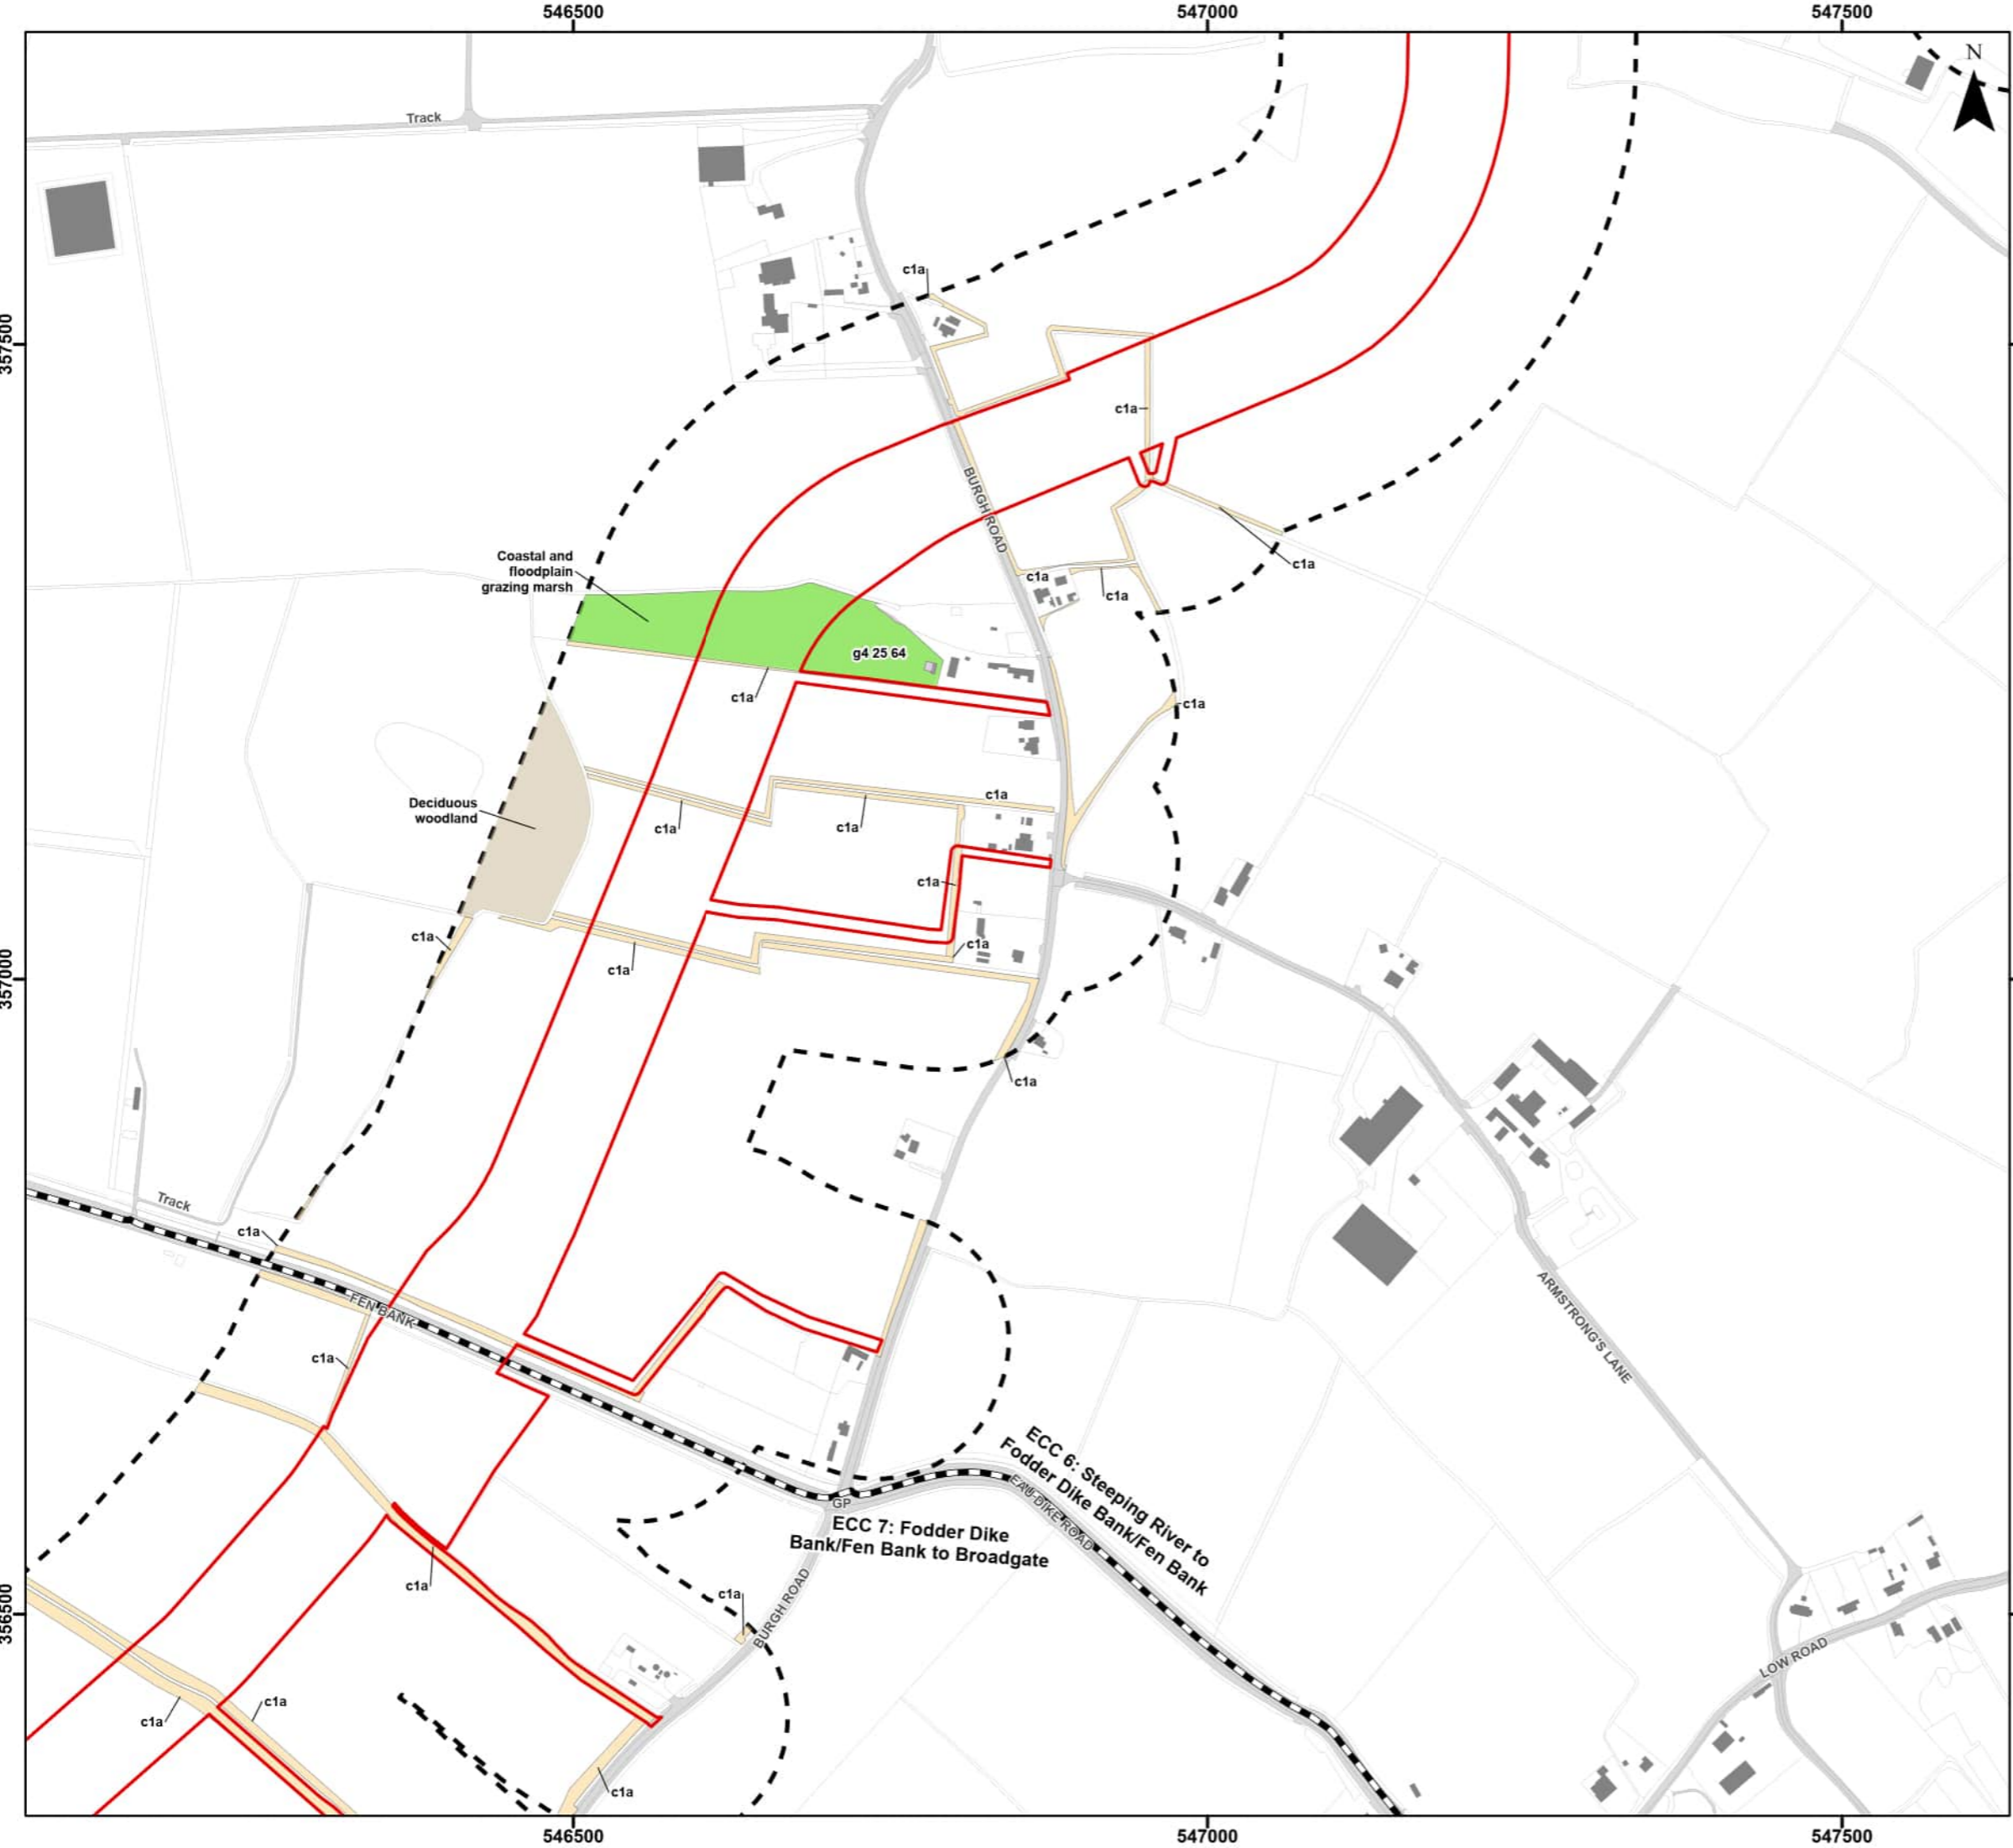 546500
547000
547500
N
Track
c1a
357500
c1a
BURGH ROAD
Coastal and
floodplain
grazing marsh
c1a
c1a
c1a
g4 25 64
c1a
c1a
c1a
Deciduous
woodland
c1a
c1a
c1a
c1a
c1a
c1a
357000
c1a
Track
c1a
FEN BANK
c1a
ARMSTRONG'S LANE
ECC 6: Steeping River to
Fodder Dike Bank/Fen Bank
EAU DIKE ROAD
GP
ECC 7: Fodder Dike
Bank/Fen Bank to Broadgate
c1a
c1a
BURGH ROAD
356500
LOW ROAD
c1a
c1a
c1a
546500
547000
547500